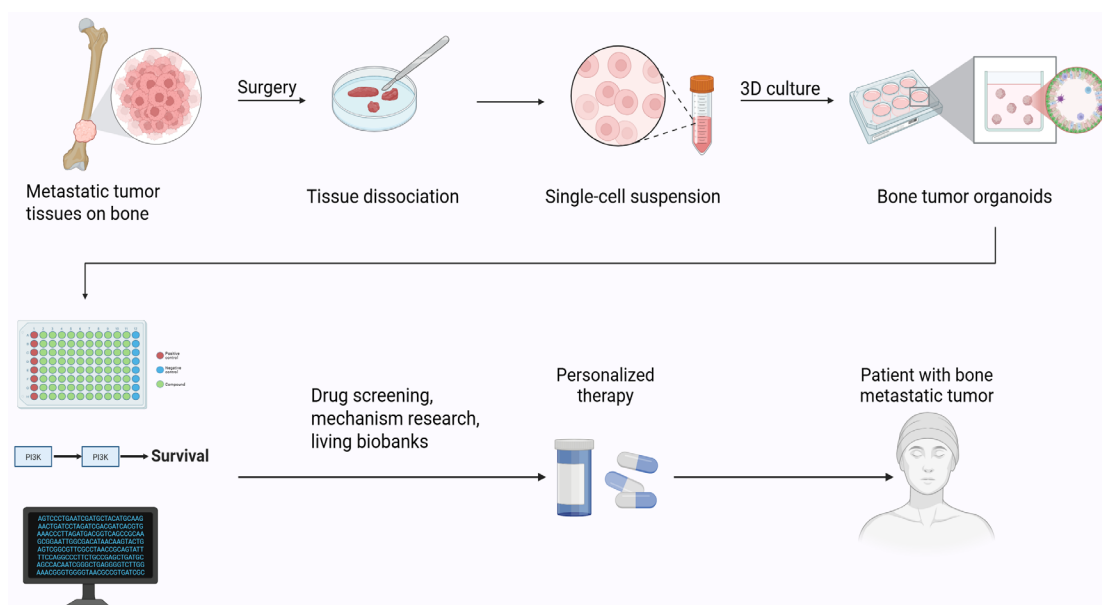 Surgery
3D culture
Metastatic tumor
tissues on bone
Tissue dissociation
Single-cell suspension
Bone tumor organoids
Positive
control
Negative
control
Compound
Drug screening,
mechanism research,
living biobanks
Personalized
therapy
Patient with bone
metastatic tumor
PI3K
PI3K
Survival
AGTCCCTGAATCGATGCTACATGCAAG
AACTGATCCTAGATCGACGATCACGTG
AAACCCTTAGATGACGGTCAGCCGCAA
GCGGAATTGGCGACATAACAAGTACTG
AGTCGGCGTTCGCCTAACCGCAGTATT
TTCCAGGCCCTTCTGCCGAGCTGATGC
AGCCACAATCGGGCTGAGGGGTCTTGG
AAACGGGTGGGGTAACGCCGTGATCGC